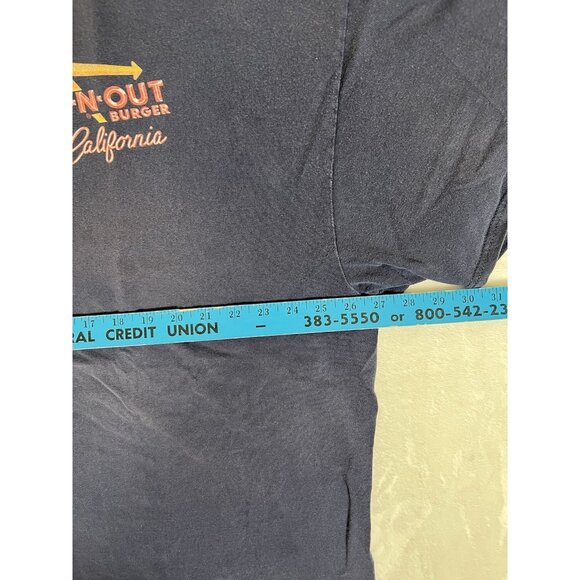 -N-OUT
BURGER
California
17 18 19 20 21 22 23 24 25 26 27 28 29 30 31
RAL CREDIT UNION — 383-5550 or 800-542-23